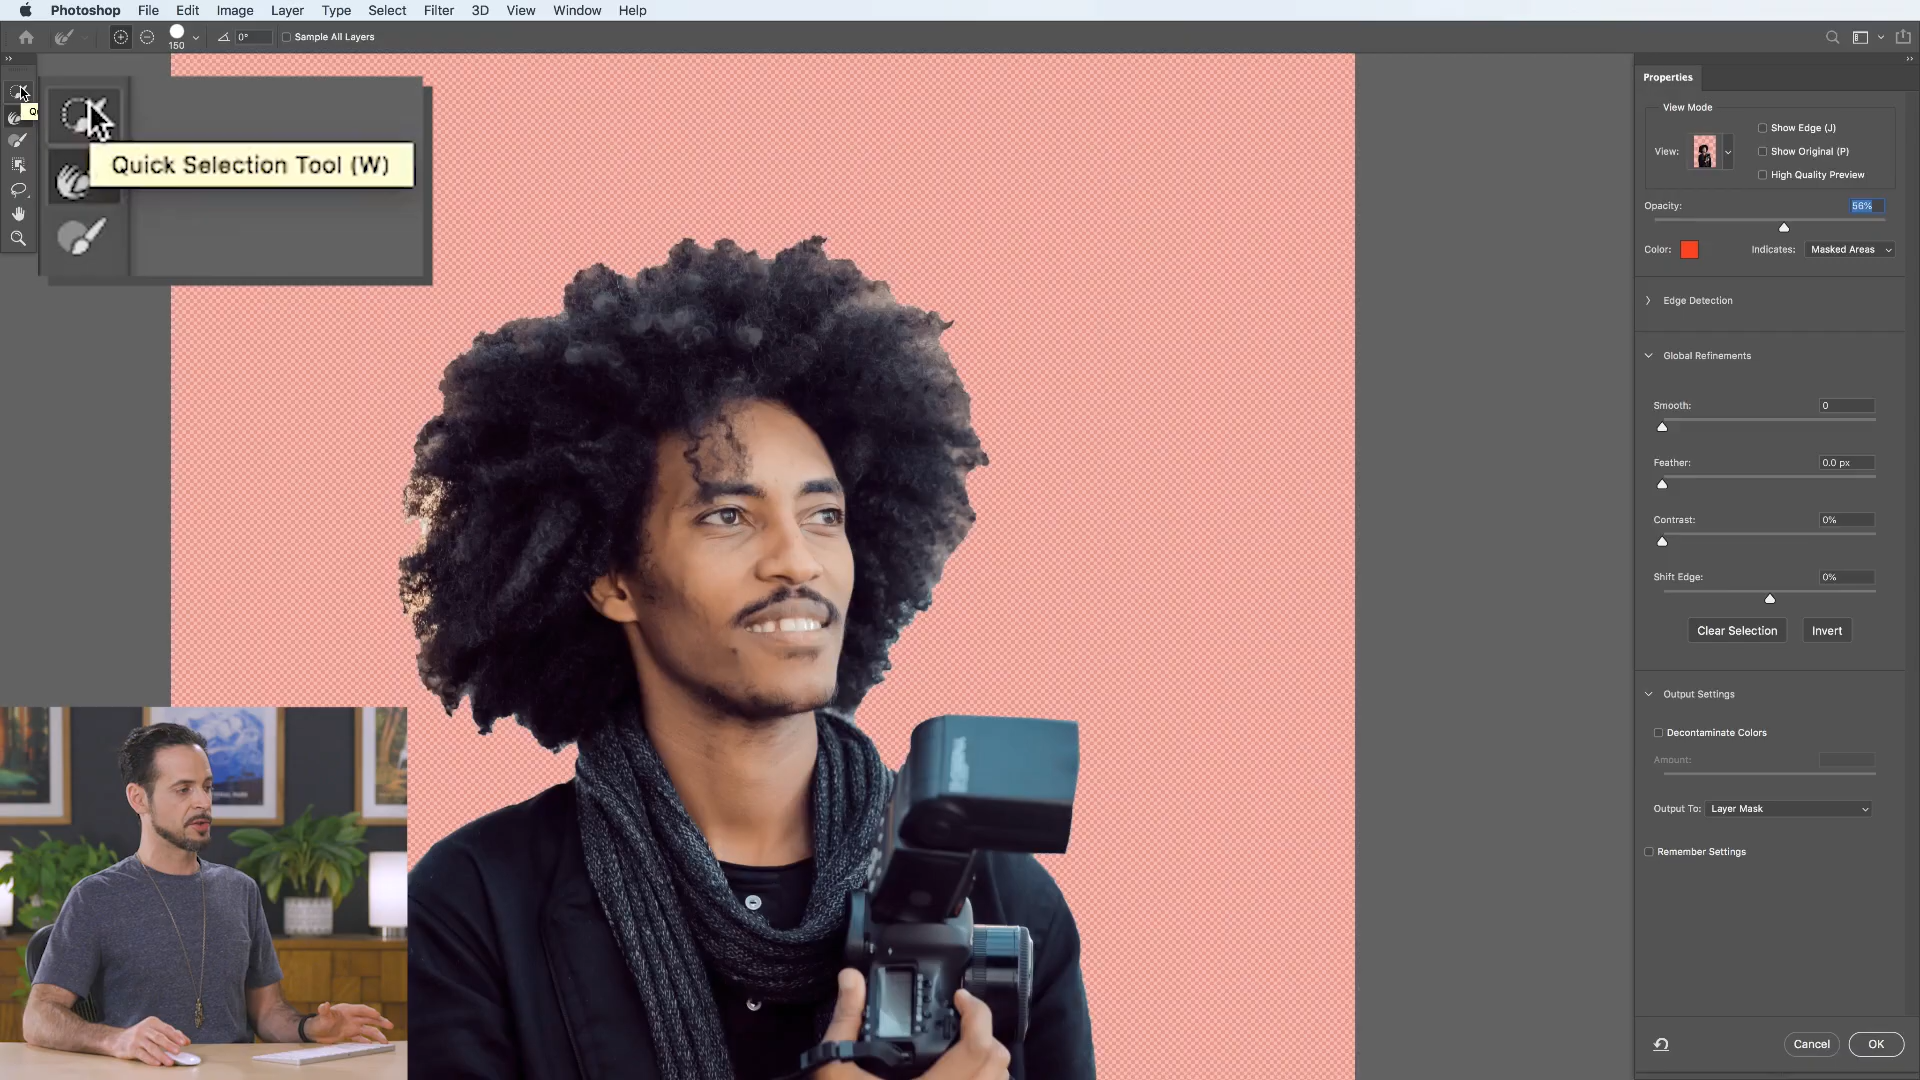 Photoshop File Edit Image Layer Type Select Filter 3D View Window Help
150
0°
Sample All Layers
Quick Selection Tool (W)
Properties
View Mode
View:
Show Edge (J)
Show Original (P)
High Quality Preview
Opacity: 56%
Color: Indicates: Masked Areas
Edge Detection
Global Refinements
Smooth: 0
Feather: 0.0 px
Contrast: 0%
Shift Edge: 0%
Clear Selection Invert
Output Settings
Decontaminate Colors
Amount:
Output To: Layer Mask
Remember Settings
Cancel OK